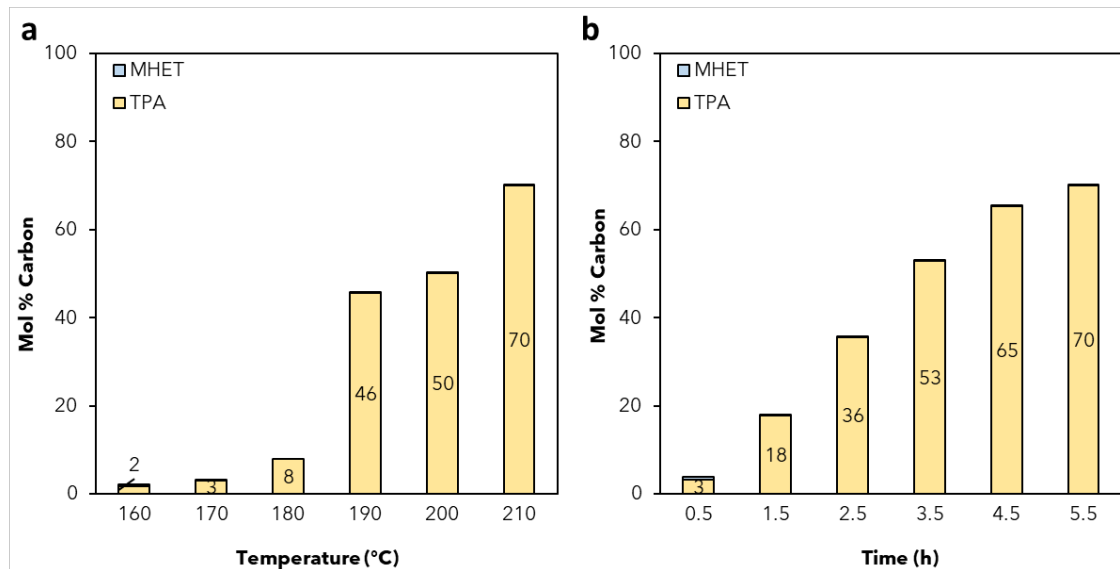 a
100
80
60
40
20
0
Mol % Carbon
MHET
TPA
2
3
8
46
50
70
160 170 180 190 200 210
Temperature (°C)
b
100
80
60
40
20
0
Mol % Carbon
MHET
TPA
3
18
36
53
65
70
0.5 1.5 2.5 3.5 4.5 5.5
Time (h)